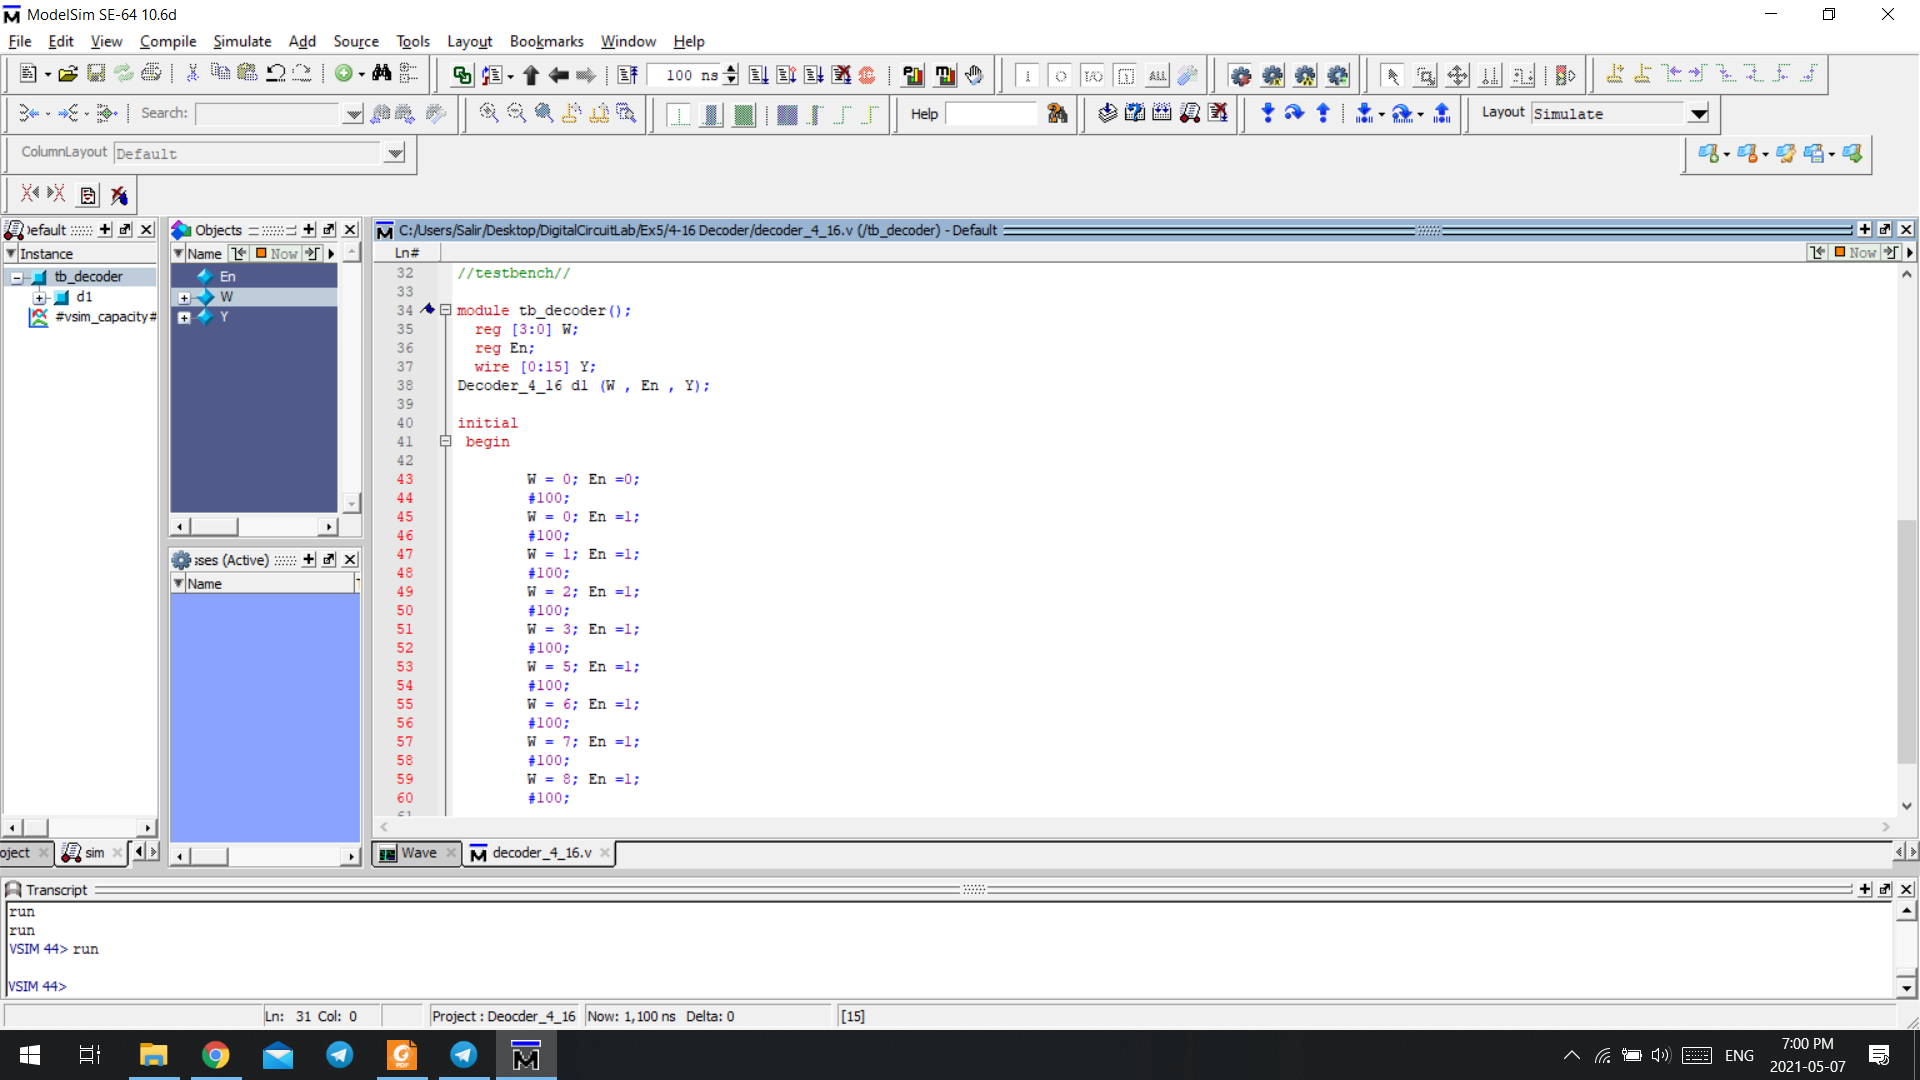 ModelSim SE-64 10.6d
File Edit View Compile Simulate Add Source Tools Layout Bookmarks Window Help
100 ns
Search:
Help
Layout Simulate
ColumnLayout Default
Default
Instance
tb_decoder
d1
#vsim_capacity#
Objects
Name Now
En
W
Y
sses (Active)
Name
C:/Users/Salir/Desktop/DigitalCircuitLab/Ex5/4-16 Decoder/decoder_4_16.v (/tb_decoder) - Default
Ln# Now
32 //testbench//
33
34 module tb_decoder();
35 reg [3:0] W;
36 reg En;
37 wire [0:15] Y;
38 Decoder_4_16 d1 (W , En , Y);
39
40 initial
41 begin
42
43 W = 0; En =0;
44 #100;
45 W = 0; En =1;
46 #100;
47 W = 1; En =1;
48 #100;
49 W = 2; En =1;
50 #100;
51 W = 3; En =1;
52 #100;
53 W = 5; En =1;
54 #100;
55 W = 6; En =1;
56 #100;
57 W = 7; En =1;
58 #100;
59 W = 8; En =1;
60 #100;
61
oject sim
Wave decoder_4_16.v
Transcript
run
run
VSIM 44> run
VSIM 44>
Ln: 31 Col: 0 Project : Deocder_4_16 Now: 1,100 ns Delta: 0 [15]
ENG
7:00 PM
2021-05-07